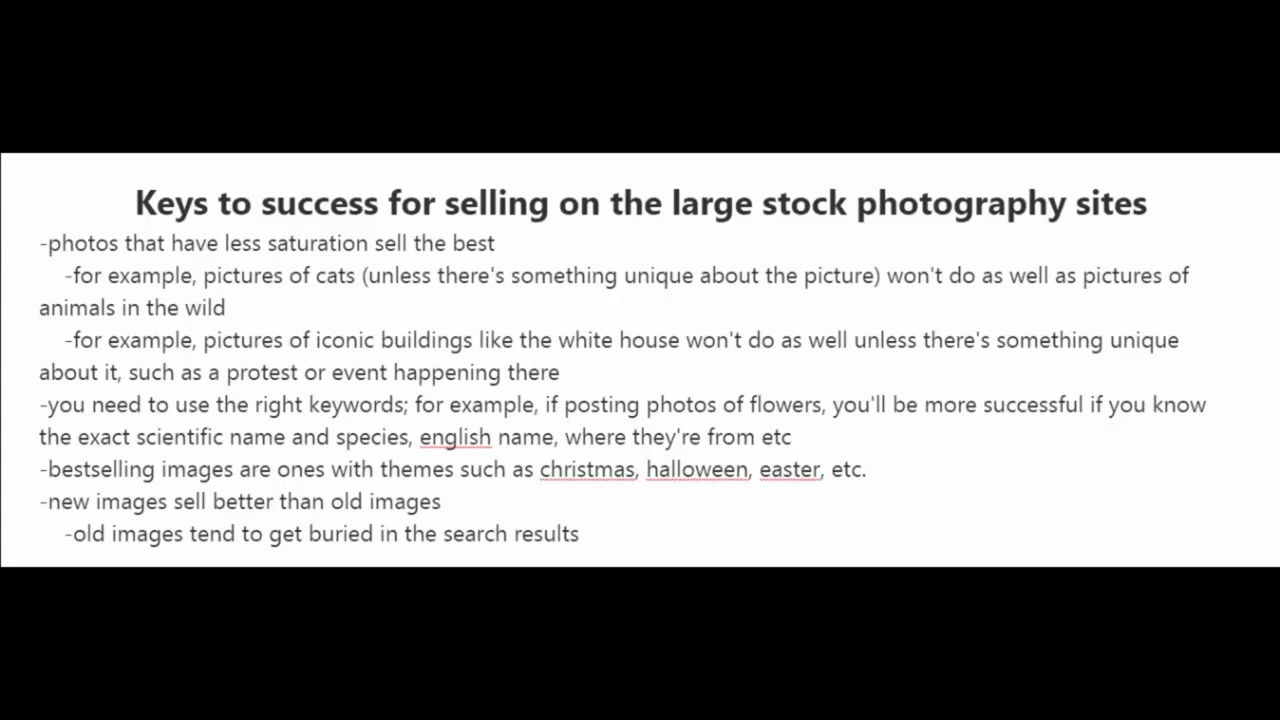 Keys to success for selling on the large stock photography sites
-photos that have less saturation sell the best
-for example, pictures of cats (unless there's something unique about the picture) won't do as well as pictures of
animals in the wild
-for example, pictures of iconic buildings like the white house won't do as well unless there's something unique
about it, such as a protest or event happening there
-you need to use the right keywords; for example, if posting photos of flowers, you'll be more successful if you know
the exact scientific name and species, english name, where they're from etc
-bestselling images are ones with themes such as christmas, halloween, easter, etc.
-new images sell better than old images
-old images tend to get buried in the search results